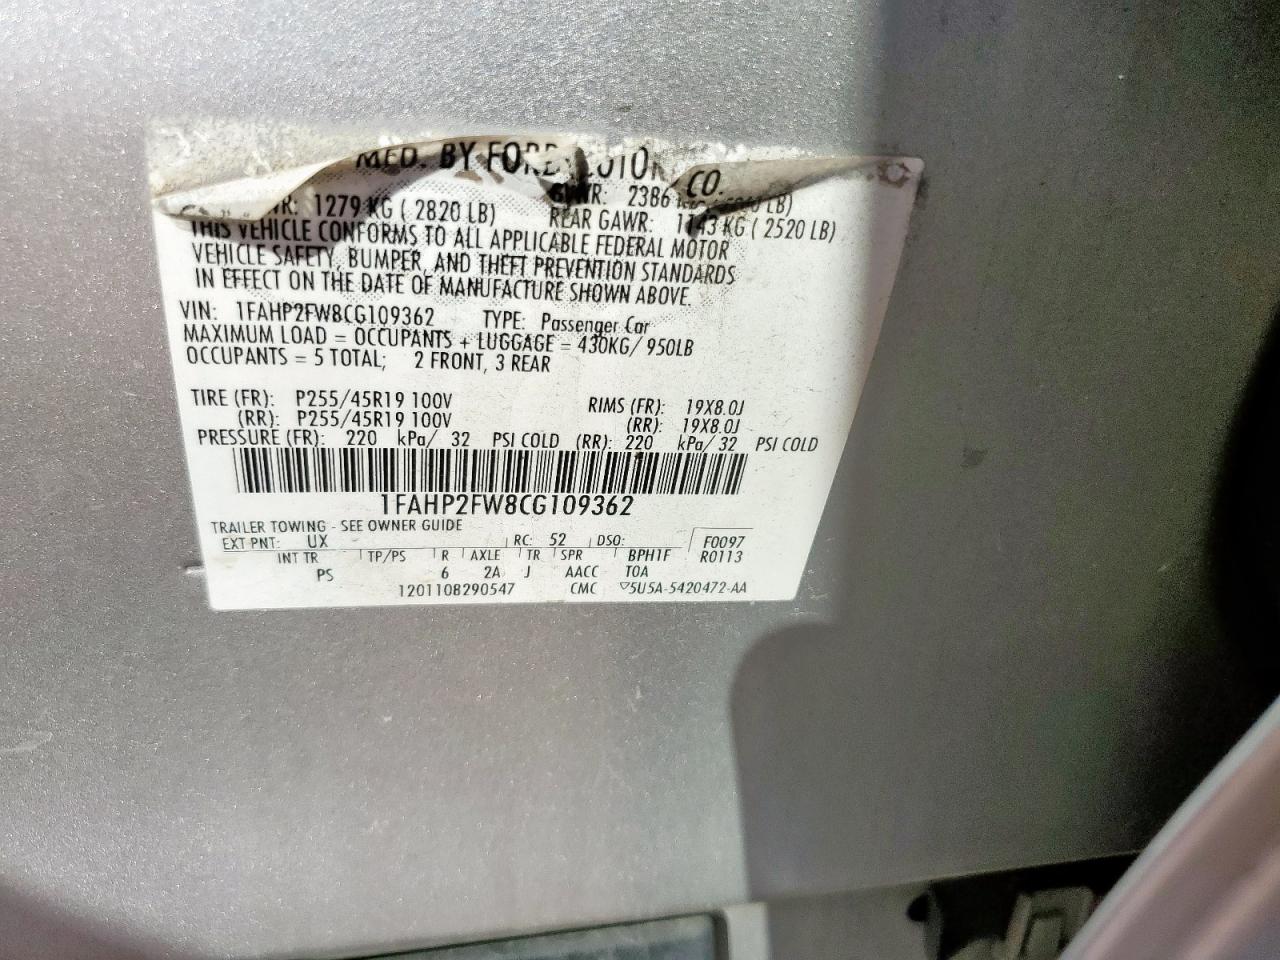 MFD. BY FORD MOTOR CO.
GVWR: 2386
1279 KG ( 2820 LB) REAR GAWR: 1143 KG ( 2520 LB)
THIS VEHICLE CONFORMS TO ALL APPLICABLE FEDERAL MOTOR
VEHICLE SAFETY, BUMPER, AND THEFT PREVENTION STANDARDS
IN EFFECT ON THE DATE OF MANUFACTURE SHOWN ABOVE.
VIN: 1FAHP2FW8CG109362 TYPE: Passenger Car
MAXIMUM LOAD = OCCUPANTS + LUGGAGE = 430KG/ 950LB
OCCUPANTS = 5 TOTAL; 2 FRONT, 3 REAR
TIRE (FR): P255/45R19 100V RIMS (FR): 19X8.0J
(RR): P255/45R19 100V (RR): 19X8.0J
PRESSURE (FR): 220 kPa/ 32 PSI COLD (RR): 220 kPa/ 32 PSI COLD
1FAHP2FW8CG109362
TRAILER TOWING - SEE OWNER GUIDE
EXT PNT: UX RC: 52 DSO: F0097
INT TR TP/PS R AXLE TR SPR BPH1F R0113
PS 6 2A J AACC TOA
1201108290547 CMC 5U5A-5420472-AA